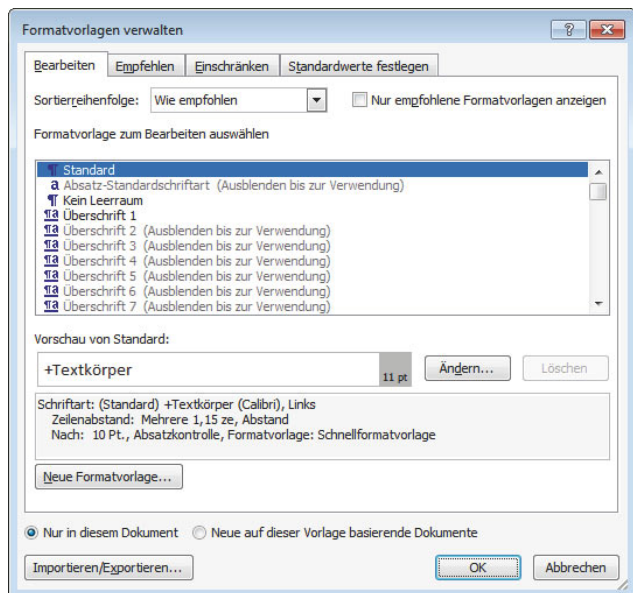 Formatvorlagen verwalten
Bearbeiten Empfehlen Einschränken Standardwerte festlegen
Sortierreihenfolge: Wie empfohlen Nur empfohlene Formatvorlagen anzeigen
Formatvorlage zum Bearbeiten auswählen
¶ Standard
a Absatz-Standardschriftart (Ausblenden bis zur Verwendung)
¶ Kein Leerraum
¶a Überschrift 1
¶a Überschrift 2 (Ausblenden bis zur Verwendung)
¶a Überschrift 3 (Ausblenden bis zur Verwendung)
¶a Überschrift 4 (Ausblenden bis zur Verwendung)
¶a Überschrift 5 (Ausblenden bis zur Verwendung)
¶a Überschrift 6 (Ausblenden bis zur Verwendung)
¶a Überschrift 7 (Ausblenden bis zur Verwendung)
Vorschau von Standard:
+Textkörper 11 pt Ändern... Löschen
Schriftart: (Standard) +Textkörper (Calibri), Links
Zeilenabstand: Mehrere 1,15 ze, Abstand
Nach: 10 Pt., Absatzkontrolle, Formatvorlage: Schnellformatvorlage
Neue Formatvorlage...
Nur in diesem Dokument Neue auf dieser Vorlage basierende Dokumente
Importieren/Exportieren... OK Abbrechen